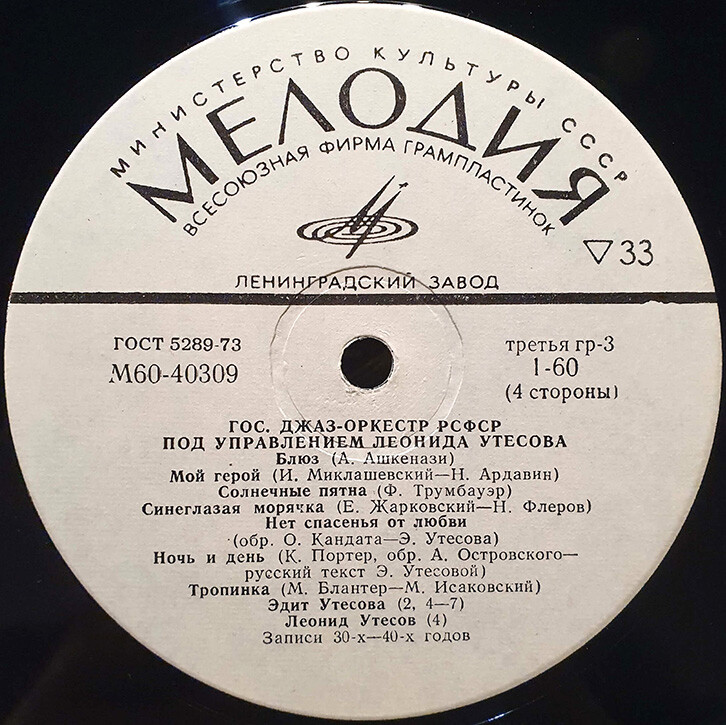 МИНИСТЕРСТВО КУЛЬТУРЫ СССР
МЕЛОДИЯ
ВСЕСОЮЗНАЯ ФИРМА ГРАМПЛАСТИНОК
▽33
ЛЕНИНГРАДСКИЙ ЗАВОД
ГОСТ 5289-73
М60-40309
третья гр-3
1-60
(4 стороны)
ГОС. ДЖАЗ-ОРКЕСТР РСФСР
ПОД УПРАВЛЕНИЕМ ЛЕОНИДА УТЕСОВА
Блюз (А. Ашкенази)
Мой герой (И. Миклашевский—Н. Ардавин)
Солнечные пятна (Ф. Трумбауэр)
Синеглазая морячка (Е. Жарковский—Н. Флеров)
Нет спасенья от любви
(обр. О. Кандата—Э. Утесова)
Ночь и день (К. Портер, обр. А. Островского—
русский текст Э. Утесовой)
Тропинка (М. Блантер—М. Исаковский)
Эдит Утесова (2, 4—7)
Леонид Утесов (4)
Записи 30-х—40-х годов